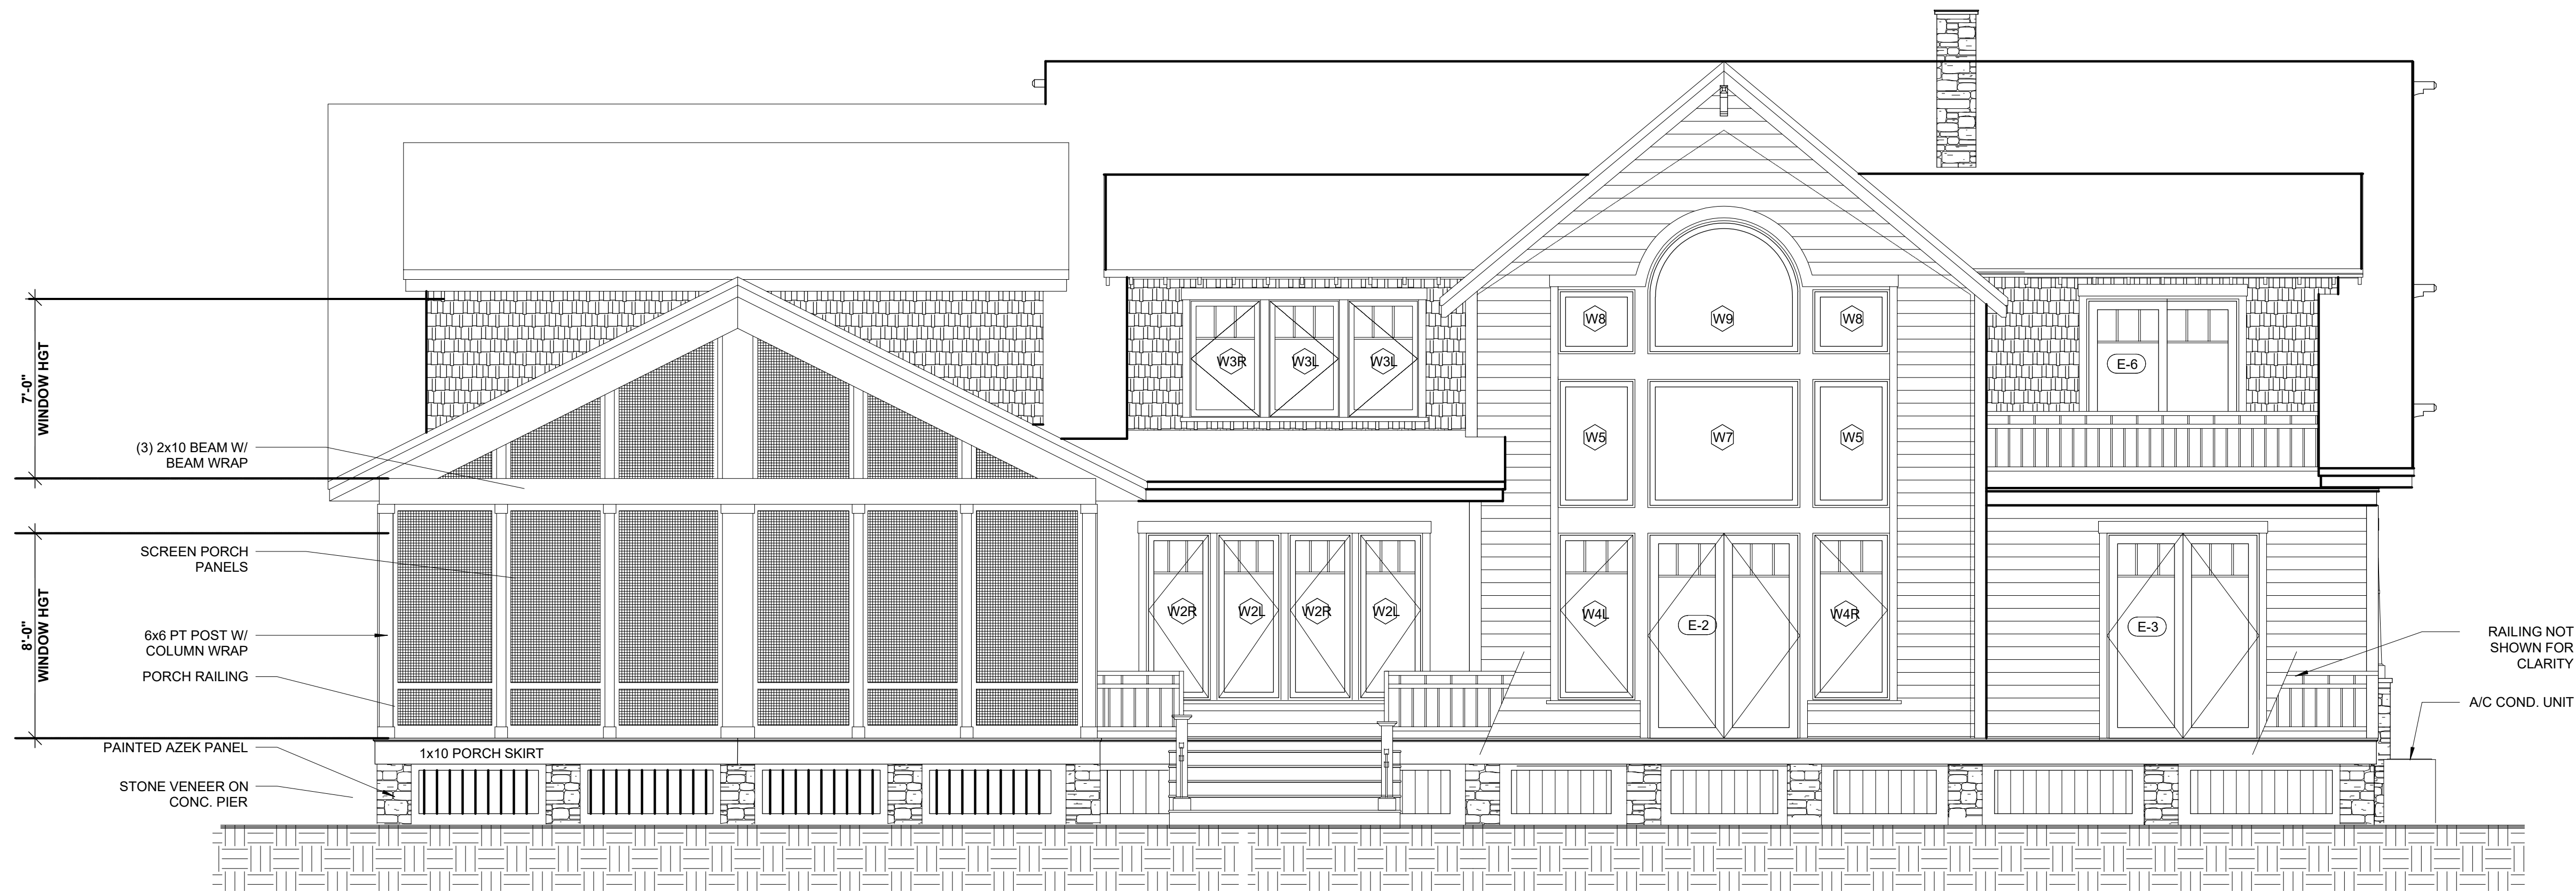 7'-0"
WINDOW HGT
(3) 2x10 BEAM W/
BEAM WRAP
SCREEN PORCH
PANELS
8'-0"
WINDOW HGT
6x6 PT POST W/
COLUMN WRAP
PORCH RAILING
PAINTED AZEK PANEL
1x10 PORCH SKIRT
STONE VENEER ON
CONC. PIER
W3R
W3L
W3L
W8
W9
W8
E-6
W5
W7
W5
W2R
W2L
W2R
W2L
W4L
E-2
W4R
E-3
RAILING NOT
SHOWN FOR
CLARITY
A/C COND. UNIT